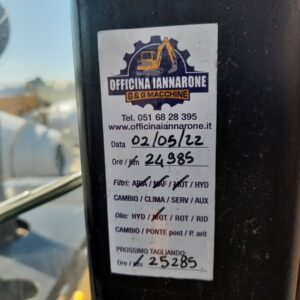 OFFICINA IANNARONE
G & G MACCHINE
Tel. 051 68 28 395
www.officinaiannarone.it
Data 02/05/22
Ore / km 24985
Filtri: ARIA / NAF / MOT / HYD
CAMBIO / CLIMA / SERV / AUX
Olio: HYD / MOT / ROT / RID
CAMBIO / PONTE post / P. ant
PROSSIMO TAGLIANDO:
Ore / km 25285